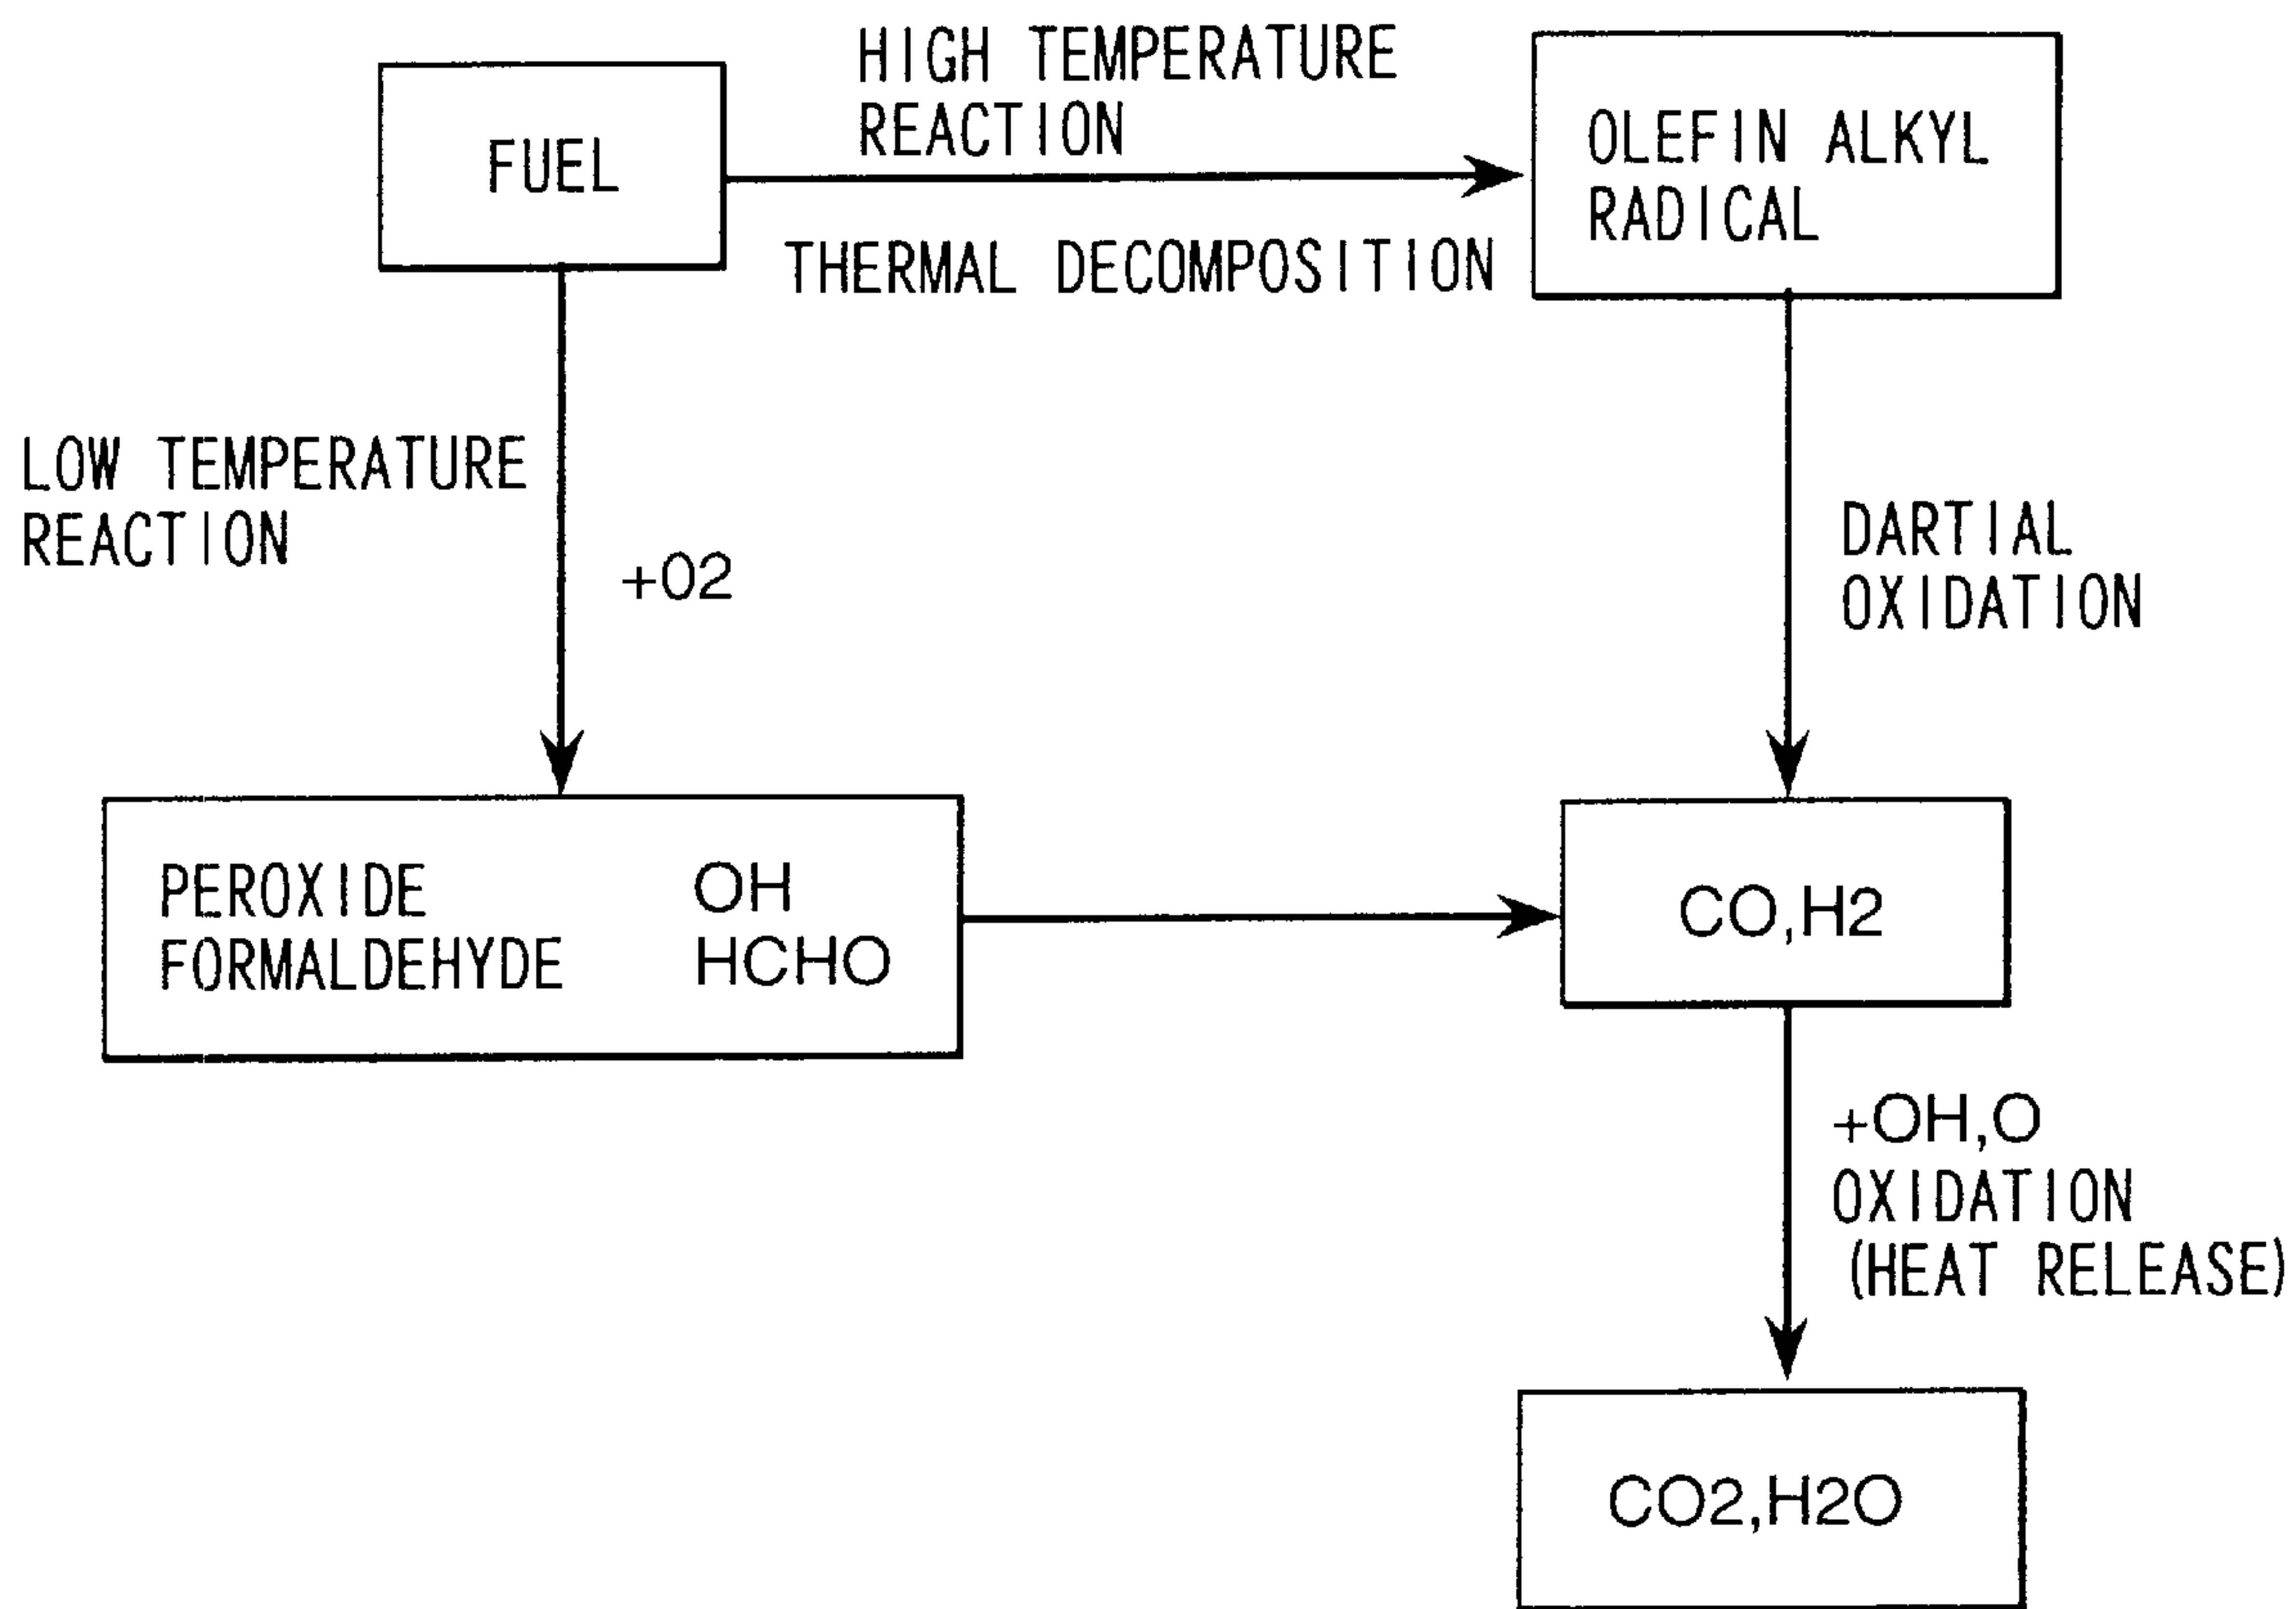 FUEL
HIGH TEMPERATURE
REACTION
THERMAL DECOMPOSITION
OLEFIN ALKYL
RADICAL
LOW TEMPERATURE
REACTION
+O2
DARTIAL
OXIDATION
PEROXIDE OH
FORMALDEHYDE HCHO
CO,H2
+OH,O
OXIDATION
(HEAT RELEASE)
CO2,H2O